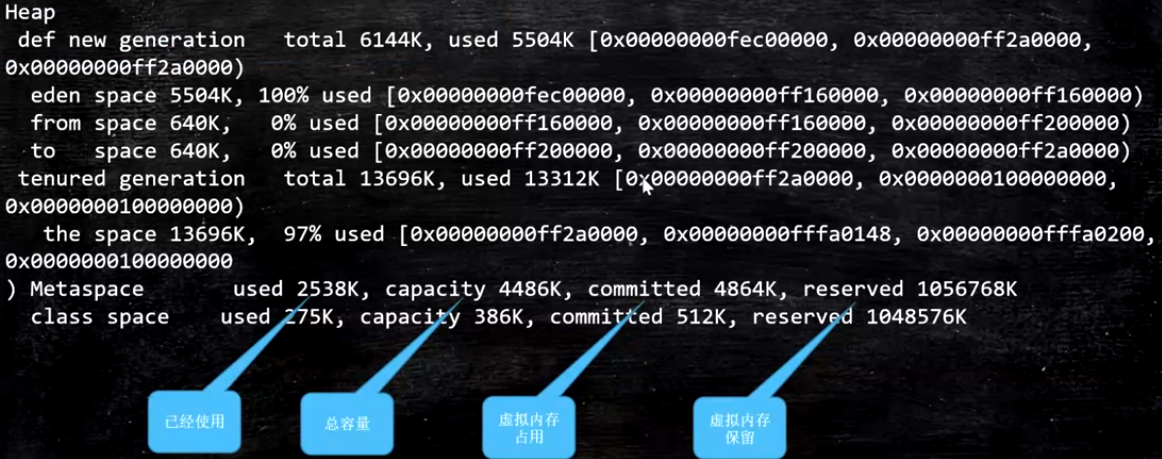 Heap
def new generation total 6144K, used 5504K [0x00000000fec00000, 0x00000000ff2a0000,
0x00000000ff2a0000)
eden space 5504K, 100% used [0x00000000fec00000, 0x00000000ff160000, 0x00000000ff160000)
from space 640K, 0% used [0x00000000ff160000, 0x00000000ff160000, 0x00000000ff200000)
to space 640K, 0% used [0x00000000ff200000, 0x00000000ff200000, 0x00000000ff2a0000)
tenured generation total 13696K, used 13312K [0x00000000ff2a0000, 0x0000000100000000,
0x0000000100000000)
the space 13696K, 97% used [0x00000000ff2a0000, 0x00000000fffa0148, 0x00000000fffa0200,
0x0000000100000000
) Metaspace used 2538K, capacity 4486K, committed 4864K, reserved 1056768K
class space used 275K, capacity 386K, committed 512K, reserved 1048576K
已经使用
总容量
虚拟内存
占用
虚拟内存
保留